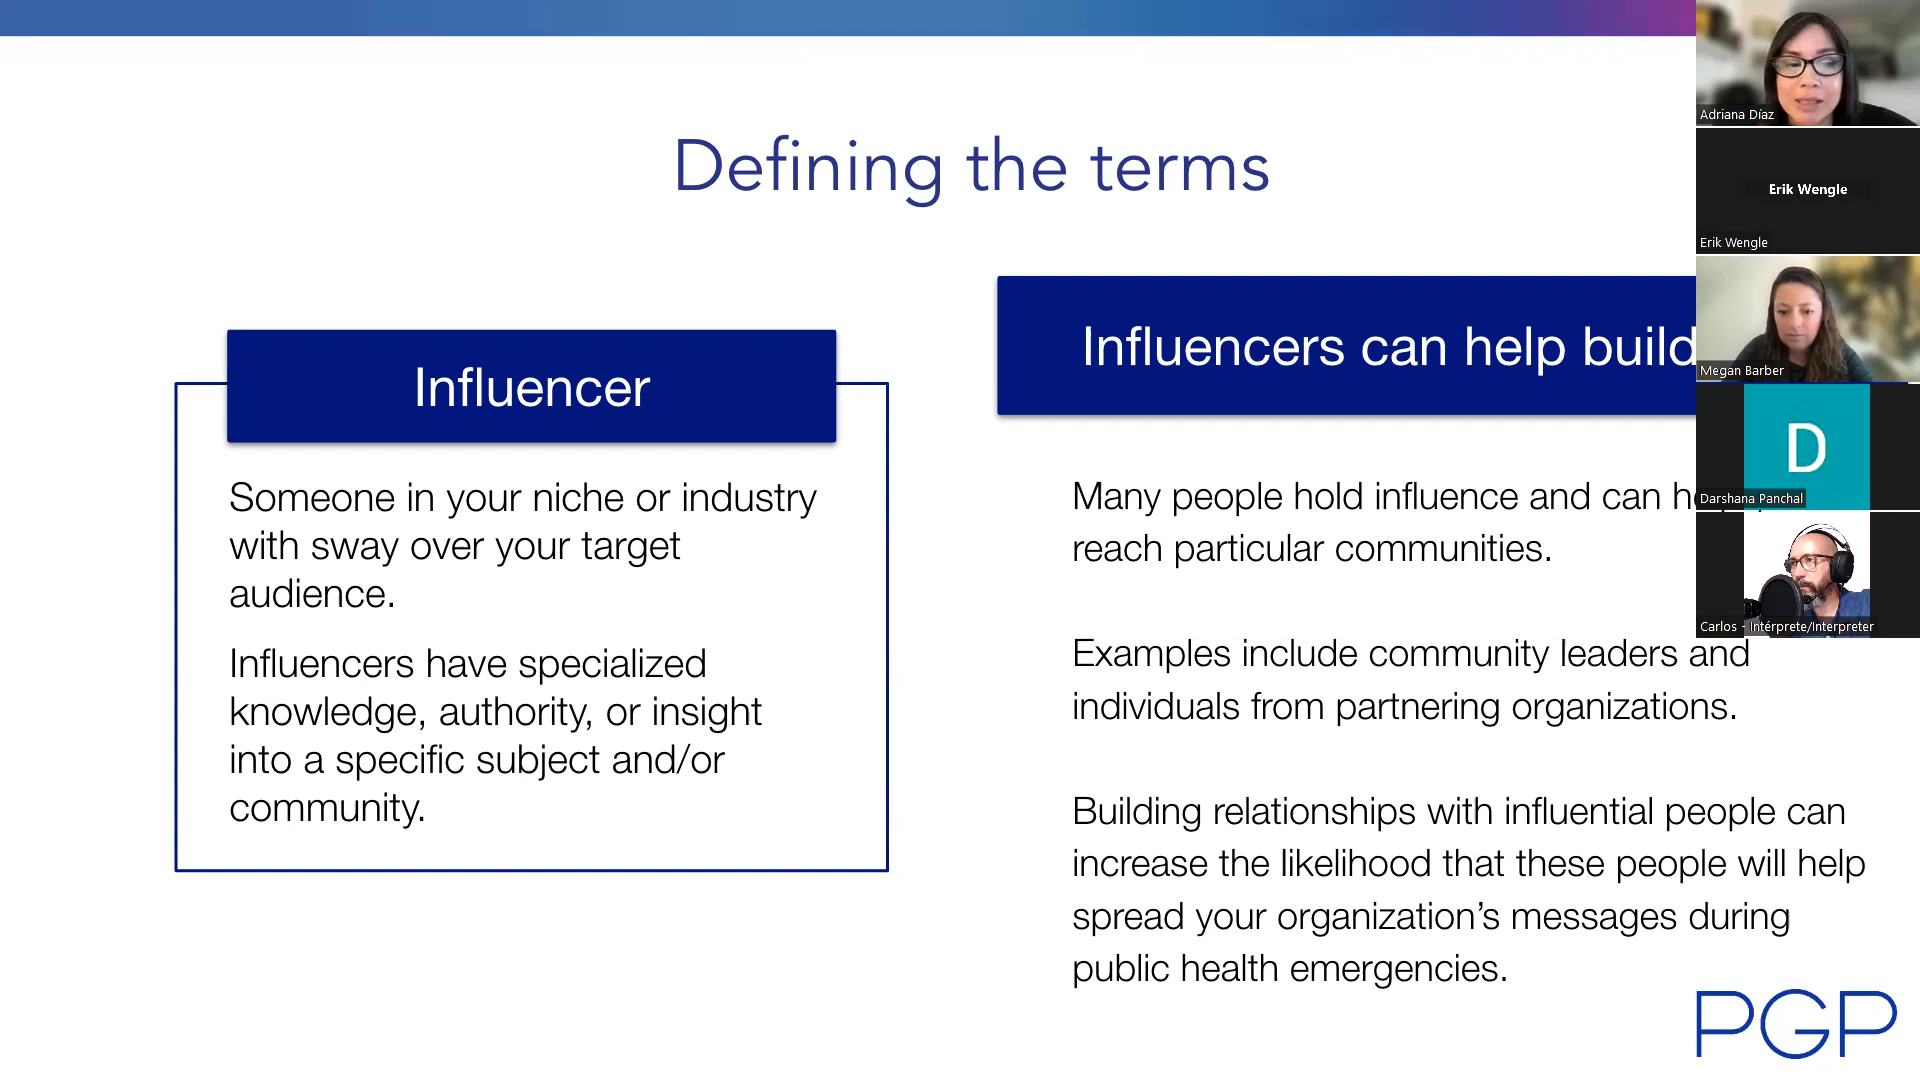 Defining the terms
Influencer
Someone in your niche or industry
with sway over your target
audience.
Influencers have specialized
knowledge, authority, or insight
into a specific subject and/or
community.
Influencers can help build
Many people hold influence and can
reach particular communities.
Examples include community leaders and
individuals from partnering organizations.
Building relationships with influential people can
increase the likelihood that these people will help
spread your organization’s messages during
public health emergencies.
PGP
Adriana Díaz
Erik Wengle
Erik Wengle
Megan Barber
D
Darshana Panchal
Carlos - Intérprete/Interpreter